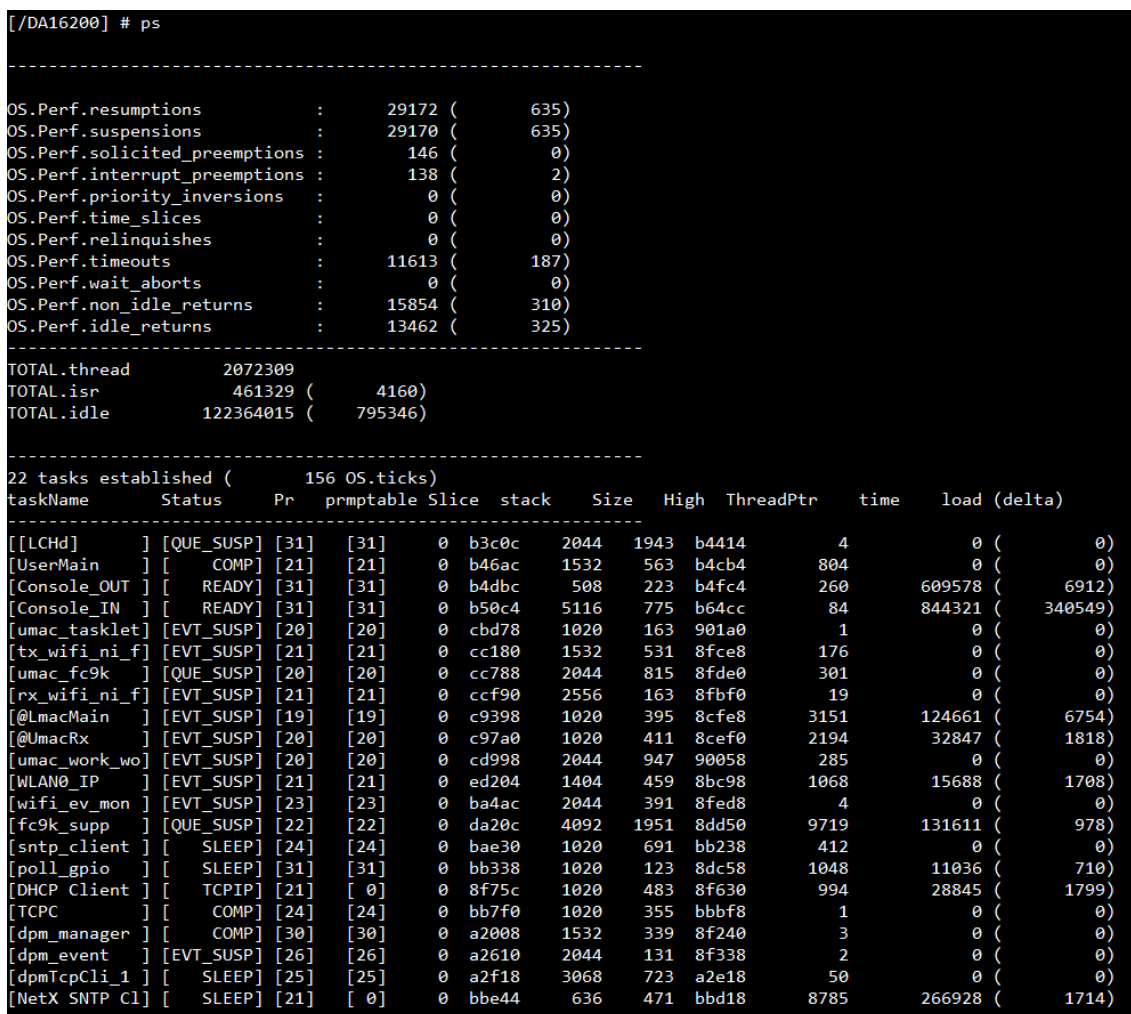 [/DA16200] # ps
--------------------------------------------------------------
OS.Perf.resumptions           :      29172 (       635)
OS.Perf.suspensions           :      29170 (       635)
OS.Perf.solicited_preemptions :        146 (         0)
OS.Perf.interrupt_preemptions :        138 (         2)
OS.Perf.priority_inversions   :          0 (         0)
OS.Perf.time_slices           :          0 (         0)
OS.Perf.relinquishes          :          0 (         0)
OS.Perf.timeouts              :      11613 (       187)
OS.Perf.wait_aborts           :          0 (         0)
OS.Perf.non_idle_returns      :      15854 (       310)
OS.Perf.idle_returns          :      13462 (       325)
--------------------------------------------------------------
TOTAL.thread         2072309
TOTAL.isr             461329 (      4160)
TOTAL.idle         122364015 (    795346)
--------------------------------------------------------------
22 tasks established (       156 OS.ticks)
taskName       Status     Pr   prmptable Slice  stack    Size   High  ThreadPtr    time    load (delta)
--------------------------------------------------------------
[[LCHd]      ] [QUE_SUSP] [31]   [31]     0  b3c0c    2044   1943  b4414         4            0 (         0)
[UserMain    ] [    COMP] [21]   [21]     0  b46ac    1532    563  b4cb4       804            0 (         0)
[Console_OUT ] [   READY] [31]   [31]     0  b4dbc     508    223  b4fc4       260       609578 (      6912)
[Console_IN  ] [   READY] [31]   [31]     0  b50c4    5116    775  b64cc        84       844321 (    340549)
[umac_tasklet] [EVT_SUSP] [20]   [20]     0  cbd78    1020    163  901a0         1            0 (         0)
[tx_wifi_ni_f] [EVT_SUSP] [21]   [21]     0  cc180    1532    531  8fce8       176            0 (         0)
[umac_fc9k   ] [QUE_SUSP] [20]   [20]     0  cc788    2044    815  8fde0       301            0 (         0)
[rx_wifi_ni_f] [EVT_SUSP] [21]   [21]     0  ccf90    2556    163  8fbf0        19            0 (         0)
[@LmacMain   ] [EVT_SUSP] [19]   [19]     0  c9398    1020    395  8cfe8      3151       124661 (      6754)
[@UmacRx     ] [EVT_SUSP] [20]   [20]     0  c97a0    1020    411  8cef0      2194        32847 (      1818)
[umac_work_wo] [EVT_SUSP] [20]   [20]     0  cd998    2044    947  90058       285            0 (         0)
[WLAN0_IP    ] [EVT_SUSP] [21]   [21]     0  ed204    1404    459  8bc98      1068        15688 (      1708)
[wifi_ev_mon ] [EVT_SUSP] [23]   [23]     0  ba4ac    2044    391  8fed8         4            0 (         0)
[fc9k_supp   ] [QUE_SUSP] [22]   [22]     0  da20c    4092   1951  8dd50      9719       131611 (       978)
[sntp_client ] [   SLEEP] [24]   [24]     0  bae30    1020    691  bb238       412            0 (         0)
[poll_gpio   ] [   SLEEP] [31]   [31]     0  bb338    1020    123  8dc58      1048        11036 (       710)
[DHCP Client ] [   TCPIP] [21]   [ 0]     0  8f75c    1020    483  8f630       994        28845 (      1799)
[TCPC        ] [    COMP] [24]   [24]     0  bb7f0    1020    355  bbbf8         1            0 (         0)
[dpm_manager ] [    COMP] [30]   [30]     0  a2008    1532    339  8f240         3            0 (         0)
[dpm_event   ] [EVT_SUSP] [26]   [26]     0  a2610    2044    131  8f338         2            0 (         0)
[dpmTcpCli_1 ] [   SLEEP] [25]   [25]     0  a2f18    3068    723  a2e18        50            0 (         0)
[NetX SNTP Cl] [   SLEEP] [21]   [ 0]     0  bbe44     636    471  bbd18      8785       266928 (      1714)